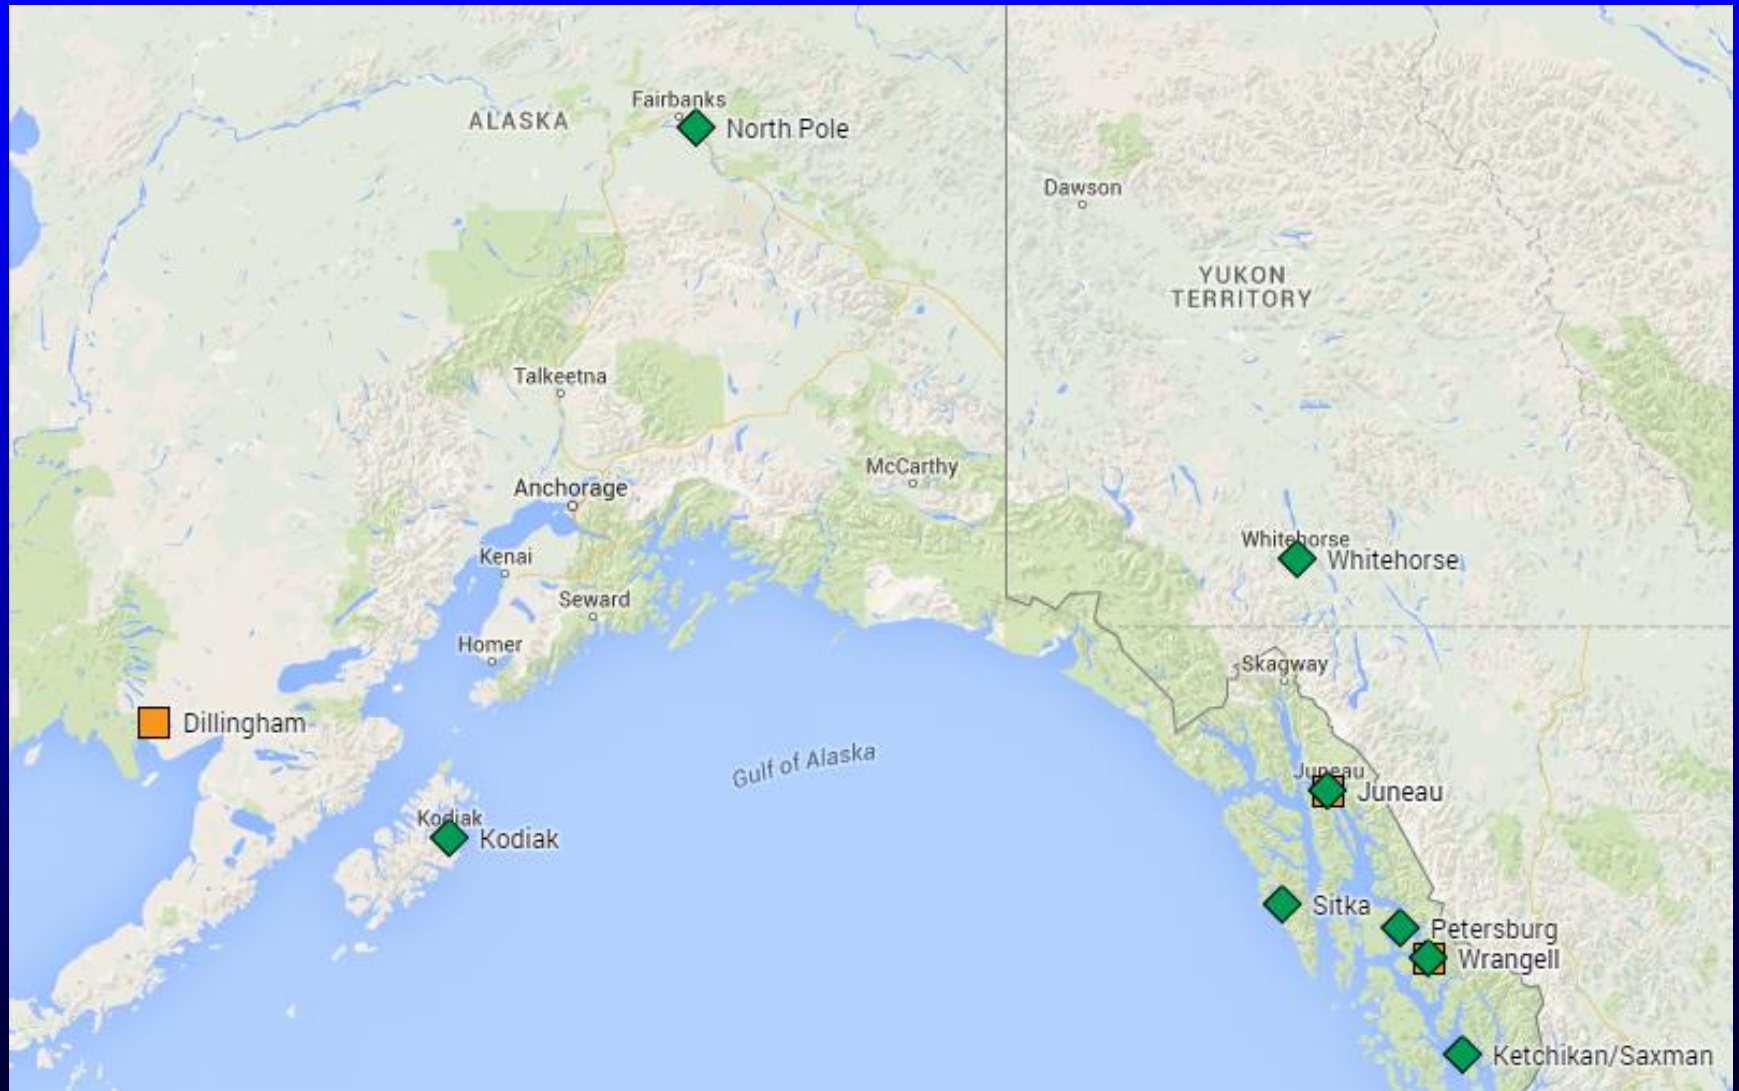 Fairbanks
ALASKA
North Pole
Dawson
YUKON
TERRITORY
Talkeetna
McCarthy
Anchorage
Whitehorse
Kenai
Whitehorse
Seward
Homer
Skagway
Dillingham
Gulf of Alaska
Juneau
Juneau
Kodiak
Kodiak
Sitka
Petersburg
Wrangell
Ketchikan/Saxman